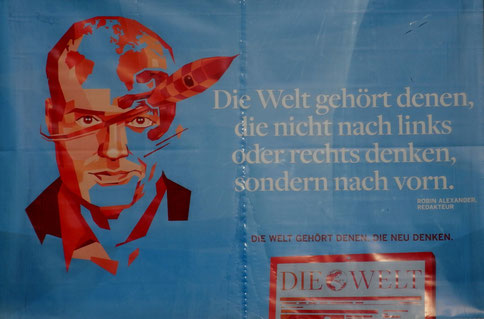 Die Welt gehört denen,
die nicht nach links
oder rechts denken,
sondern nach vorn.
ROBIN ALEXANDER,
REDAKTEUR
DIE WELT GEHÖRT DENEN, DIE NEU DENKEN.
DIE WELT